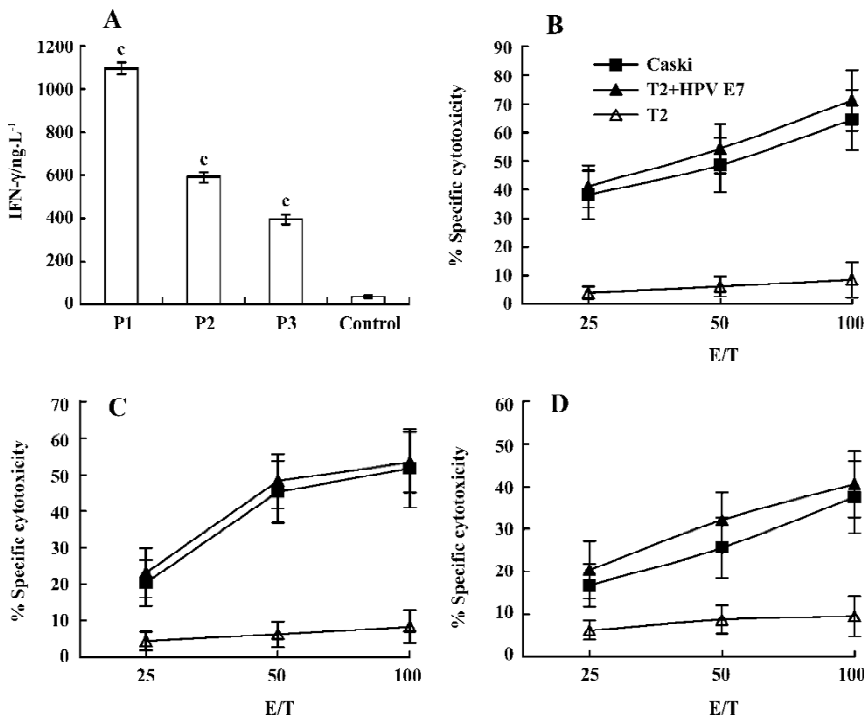 A
IFN-γ/ng·L-1
1200
1000
800
600
400
200
0
c
c
c
P1 P2 P3 Control
B
% Specific cytotoxicity
90
80
70
60
50
40
30
20
10
0
Caski
T2+HPV E7
T2
25 50 100
E/T
C
% Specific cytotoxicity
70
60
50
40
30
20
10
0
25 50 100
E/T
D
% Specific cytotoxicity
60
50
40
30
20
10
0
25 50 100
E/T